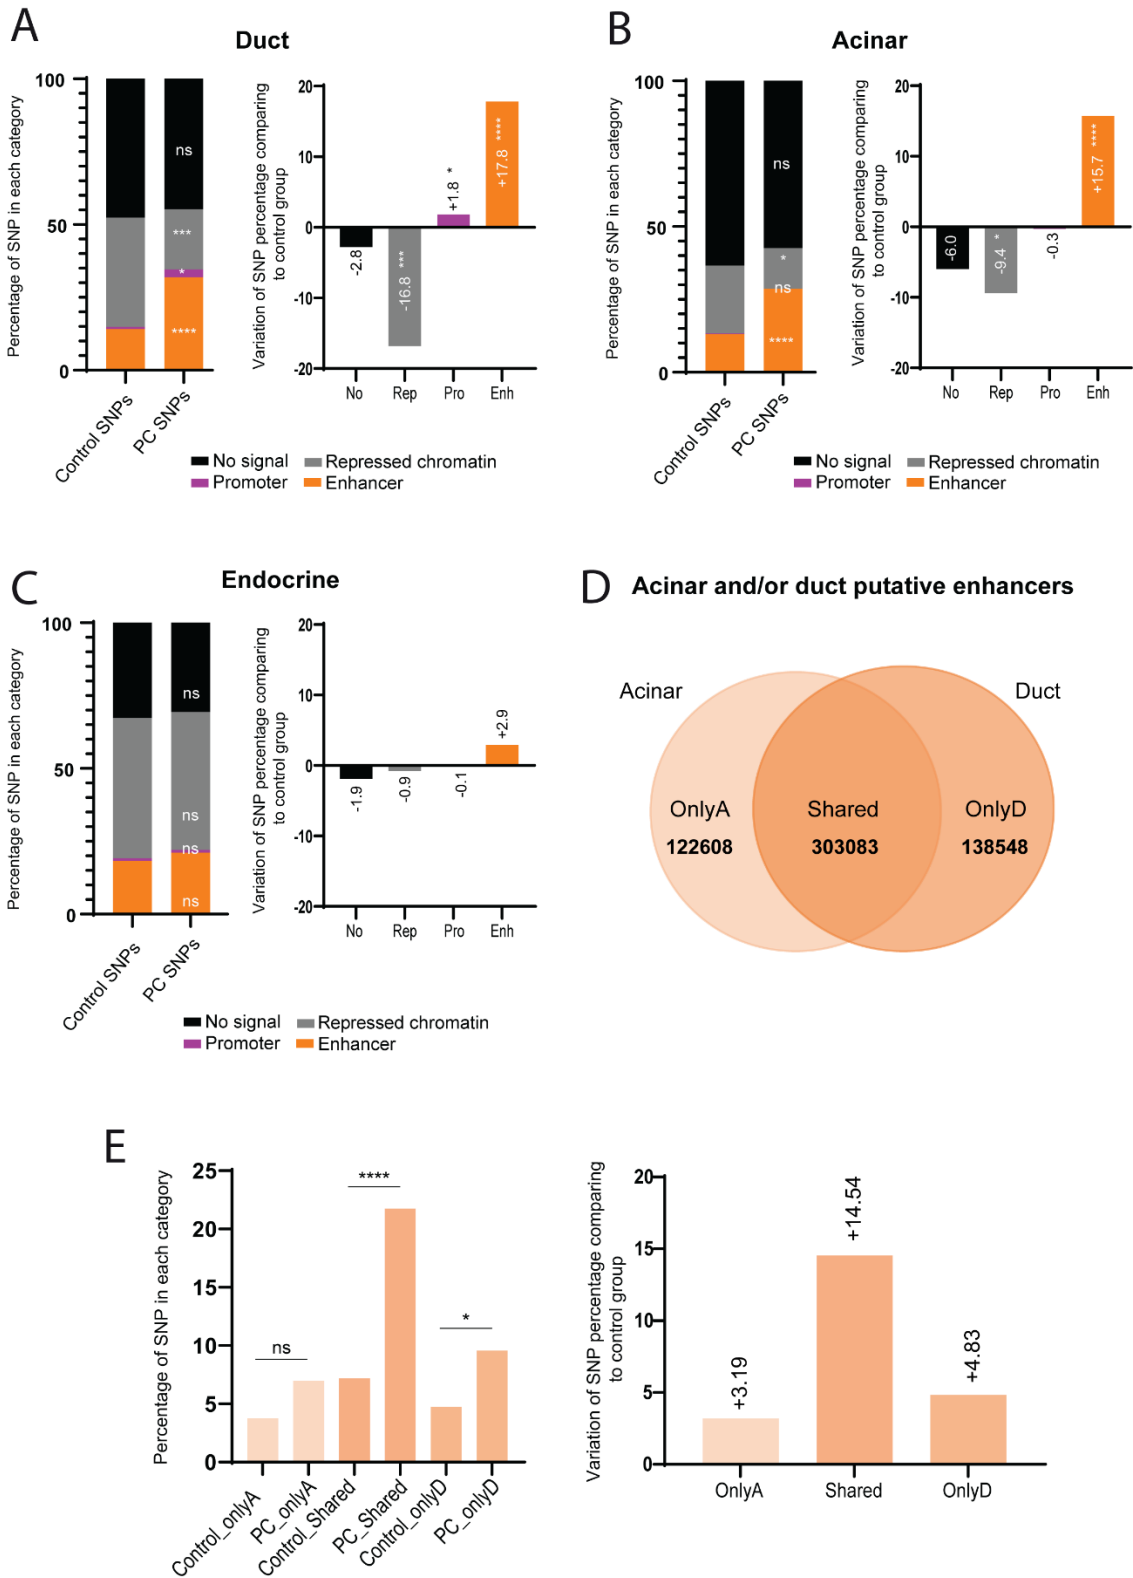 A
Duct
Percentage of SNP in each category
100
50
0
ns
***
*
****
Control SNPs
PC SNPs
Variation of SNP percentage comparing
to control group
20
10
0
-10
-20
-2.8
-16.8 ***
+1.8 *
+17.8 ****
No
Rep
Pro
Enh
No signal
Repressed chromatin
Promoter
Enhancer
B
Acinar
Percentage of SNP in each category
100
50
0
ns
*
ns
****
Control SNPs
PC SNPs
Variation of SNP percentage comparing
to control group
20
10
0
-10
-20
-6.0
-9.4 *
-0.3
+15.7 ****
No
Rep
Pro
Enh
No signal
Repressed chromatin
Promoter
Enhancer
C
Endocrine
Percentage of SNP in each category
100
50
0
ns
ns
ns
ns
Control SNPs
PC SNPs
Variation of SNP percentage comparing
to control group
20
10
0
-10
-20
-1.9
-0.9
-0.1
+2.9
No
Rep
Pro
Enh
No signal
Repressed chromatin
Promoter
Enhancer
D
Acinar and/or duct putative enhancers
Acinar
Duct
OnlyA
Shared
OnlyD
122608
303083
138548
E
Percentage of SNP in each category
25
20
15
10
5
0
ns
****
*
Control_onlyA
PC_onlyA
Control_Shared
PC_Shared
Control_onlyD
PC_onlyD
Variation of SNP percentage comparing
to control group
20
15
10
5
0
+3.19
+14.54
+4.83
OnlyA
Shared
OnlyD